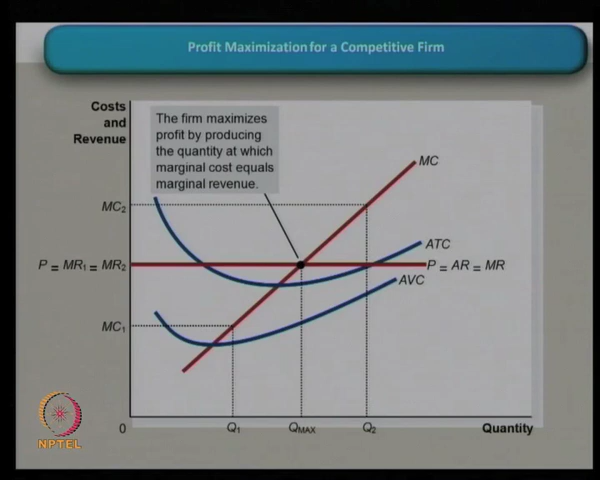 Profit Maximization for a Competitive Firm
Costs
and
Revenue
The firm maximizes
profit by producing
the quantity at which
marginal cost equals
marginal revenue.
MC
MC₂
ATC
P = MR₁ = MR₂
P = AR = MR
AVC
MC₁
0
Q₁
QMAX
Q₂
Quantity
NPTEL